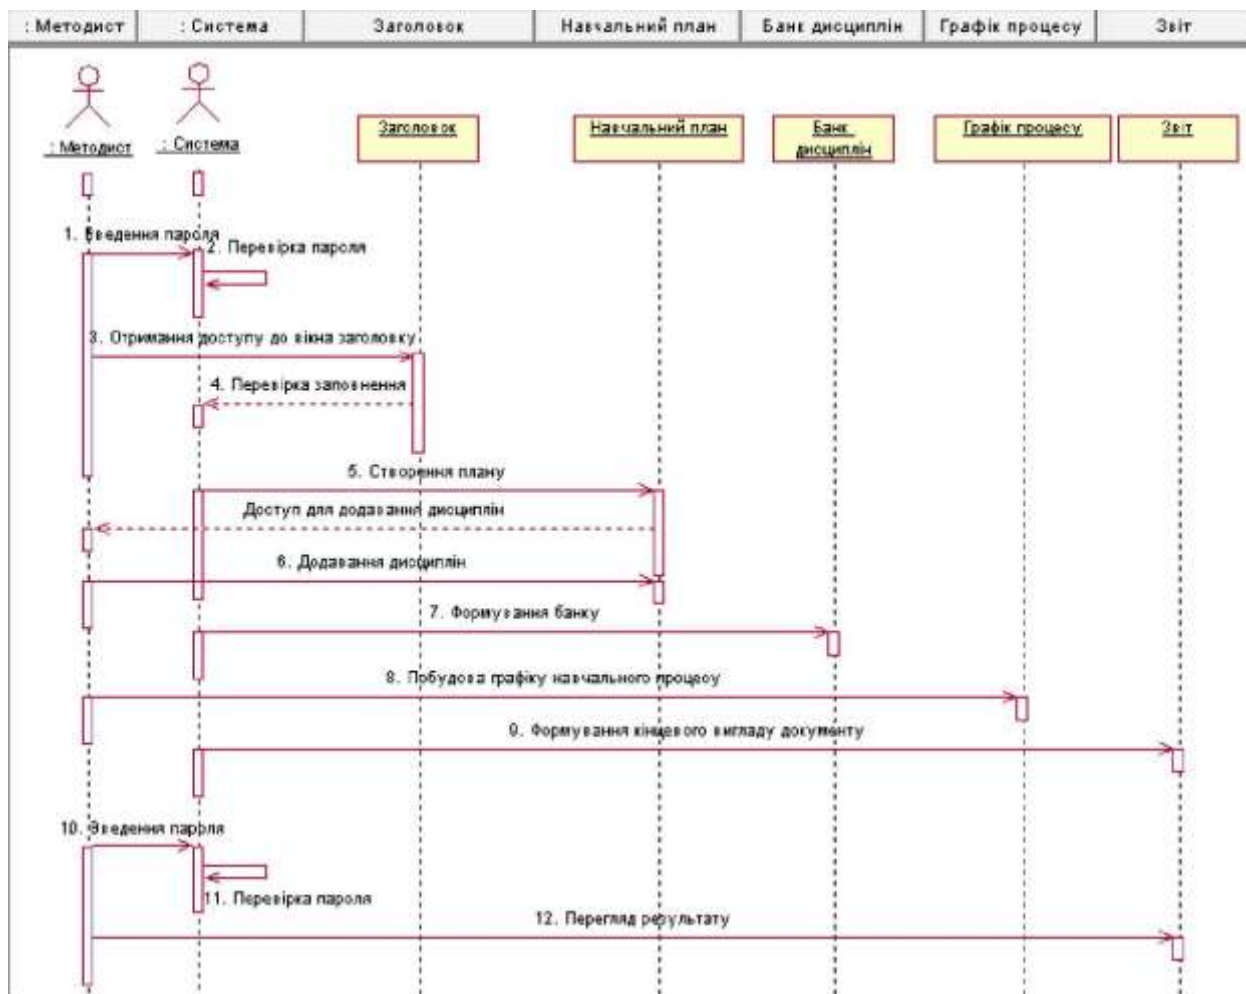 : Методист
: Система
Заголовок
Навчальний план
Банк дисциплін
Графік процесу
Звіт
: Методист
: Система
Заголовок
Навчальний план
Банк
дисциплін
Графік процесу
Звіт
1. Введення пароля
2. Перевірка пароля
3. Отримання доступу до вікна заголовку
4. Перевірка заповнення
5. Створення плану
Доступ для додавання дисциплін
6. Додавання дисциплін
7. Формування банку
8. Побудова графіку навчального процесу
9. Формування кінцевого вигладу документу
10. Введення пароля
11. Перевірка пароля
12. Перегляд результату